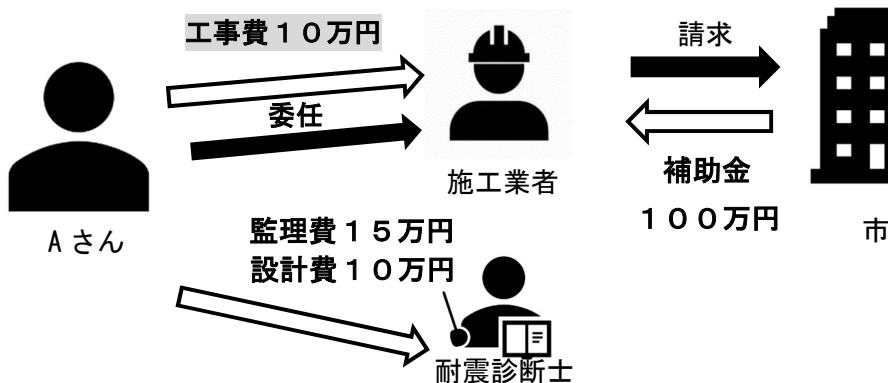 工事費１０万円
請求
委任
施工業者
補助金
１００万円
市
Aさん
監理費１５万円
設計費１０万円
耐震診断士